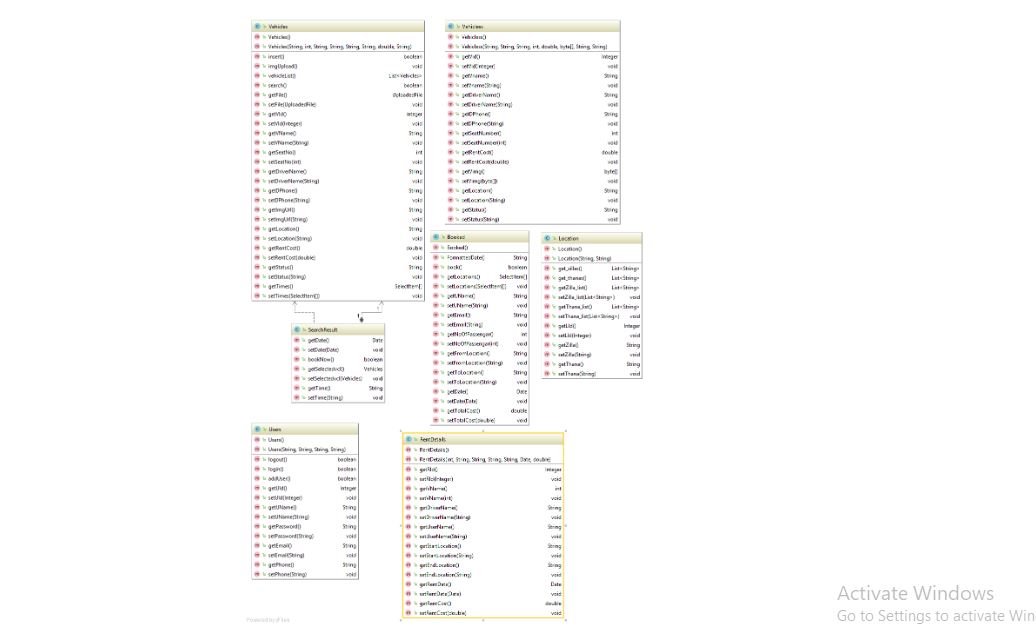 Vehicles
Vehicles()
Vehicles(String, int, String, String, String, String, double, String)
insert() boolean
imgUpload() void
vehicleList() List<Vehicles>
search() boolean
getFile() UploadedFile
setFile(UploadedFile) void
getVId() Integer
setVId(Integer) void
getVName() String
setVName(String) void
getSeatNo() int
setSeatNo(int) void
getDriverName() String
setDriverName(String) void
getDPhone() String
setDPhone(String) void
getImgUrl() String
setImgUrl(String) void
getLocation() String
setLocation(String) void
getRentCost() double
setRentCost(double) void
getStatus() String
setStatus(String) void
getTimes() SelectItem[]
setTimes(SelectItem[]) void
Vehicless
Vehicless()
Vehicless(String, String, String, int, double, byte[], String, String)
getVid() Integer
setVid(Integer) void
getVname() String
setVname(String) void
getDriverName() String
setDriverName(String) void
getDPhone() String
setDPhone(String) void
getSeatNumber() int
setSeatNumber(int) void
getRentCost() double
setRentCost(double) void
getVimg() byte[]
setVimg(byte[]) void
getLocation() String
setLocation(String) void
getStatus() String
setStatus(String) void
Booked
Booked()
FormattedDate() String
book() boolean
getLocations() SelectItem[]
setLocations(SelectItem[]) void
getUName() String
setUName(String) void
getEmail() String
setEmail(String) void
getNoOfPassenger() int
setNoOfPassenger(int) void
getFromLocation() String
setFromLocation(String) void
getToLocation() String
setToLocation(String) void
getDate() Date
setDate(Date) void
getTotalCost() double
setTotalCost(double) void
Location
Location()
Location(String, String)
get_zillas() List<String>
get_thanas() List<String>
getZilla_list() List<String>
setZilla_list(List<String>) void
getThana_list() List<String>
setThana_list(List<String>) void
getLId() Integer
setLId(Integer) void
getZilla() String
setZilla(String) void
getThana() String
setThana(String) void
SearchResult
getDate() Date
setDate(Date) void
bookNow() boolean
getSelectedvcl() Vehicles
setSelectedvcl(Vehicles) void
getTime() String
setTime(String) void
Users
Users()
Users(String, String, String, String)
logout() boolean
login() boolean
addUser() boolean
getUId() Integer
setUId(Integer) void
getUName() String
setUName(String) void
getPassword() String
setPassword(String) void
getEmail() String
setEmail(String) void
getPhone() String
setPhone(String) void
RentDetails
RentDetails()
RentDetails(int, String, String, String, String, Date, double)
getRId() Integer
setRId(Integer) void
getVName() int
setVName(int) void
getDriverName() String
setDriverName(String) void
getUserName() String
setUserName(String) void
getStartLocation() String
setStartLocation(String) void
getEndLocation() String
setEndLocation(String) void
getRentDate() Date
setRentDate(Date) void
getRentCost() double
setRentCost(double) void
Powered by yFiles
Activate Windows
Go to Settings to activate Win